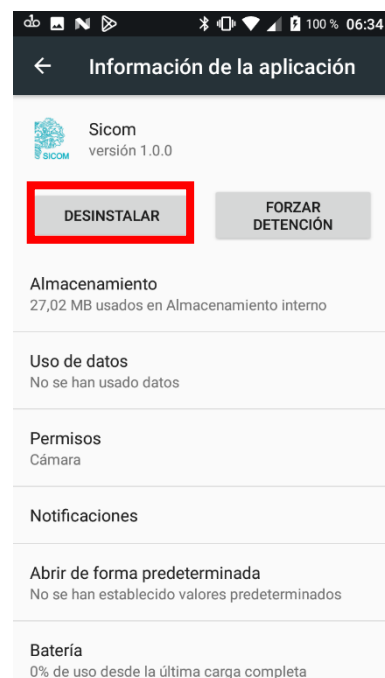 100 % 06:34
Información de la aplicación
Sicom
versión 1.0.0
SICOM
DESINSTALAR
FORZAR
DETENCIÓN
Almacenamiento
27,02 MB usados en Almacenamiento interno
Uso de datos
No se han usado datos
Permisos
Cámara
Notificaciones
Abrir de forma predeterminada
No se han establecido valores predeterminados
Batería
0% de uso desde la última carga completa